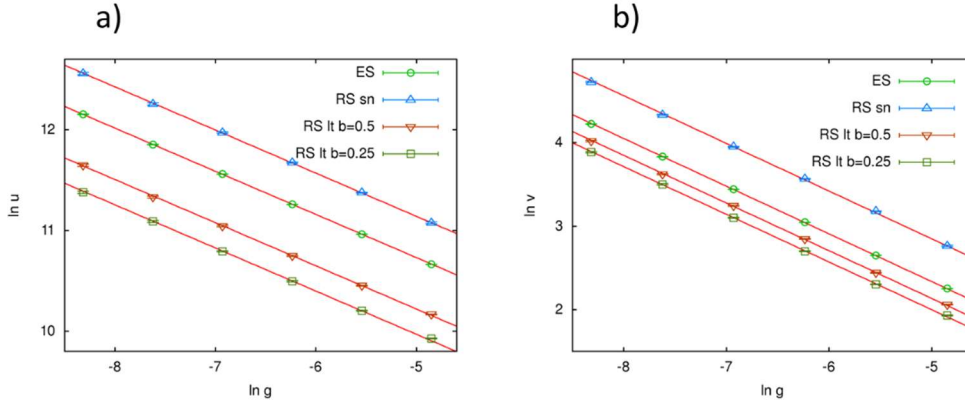 a)
ES
RS sn
RS lt b=0.5
RS lt b=0.25
ln u
12
11
10
-8
-7
-6
-5
ln g
b)
ES
RS sn
RS lt b=0.5
RS lt b=0.25
ln v
4
3
2
-8
-7
-6
-5
ln g